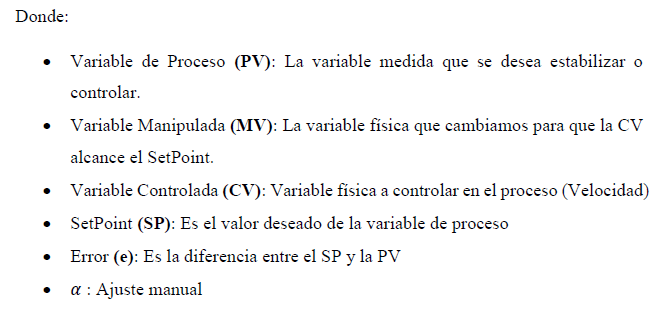 Donde:
• Variable de Proceso (PV): La variable medida que se desea estabilizar o
controlar.
• Variable Manipulada (MV): La variable física que cambiamos para que la CV
alcance el SetPoint.
• Variable Controlada (CV): Variable física a controlar en el proceso (Velocidad)
• SetPoint (SP): Es el valor deseado de la variable de proceso
• Error (e): Es la diferencia entre el SP y la PV
• α : Ajuste manual